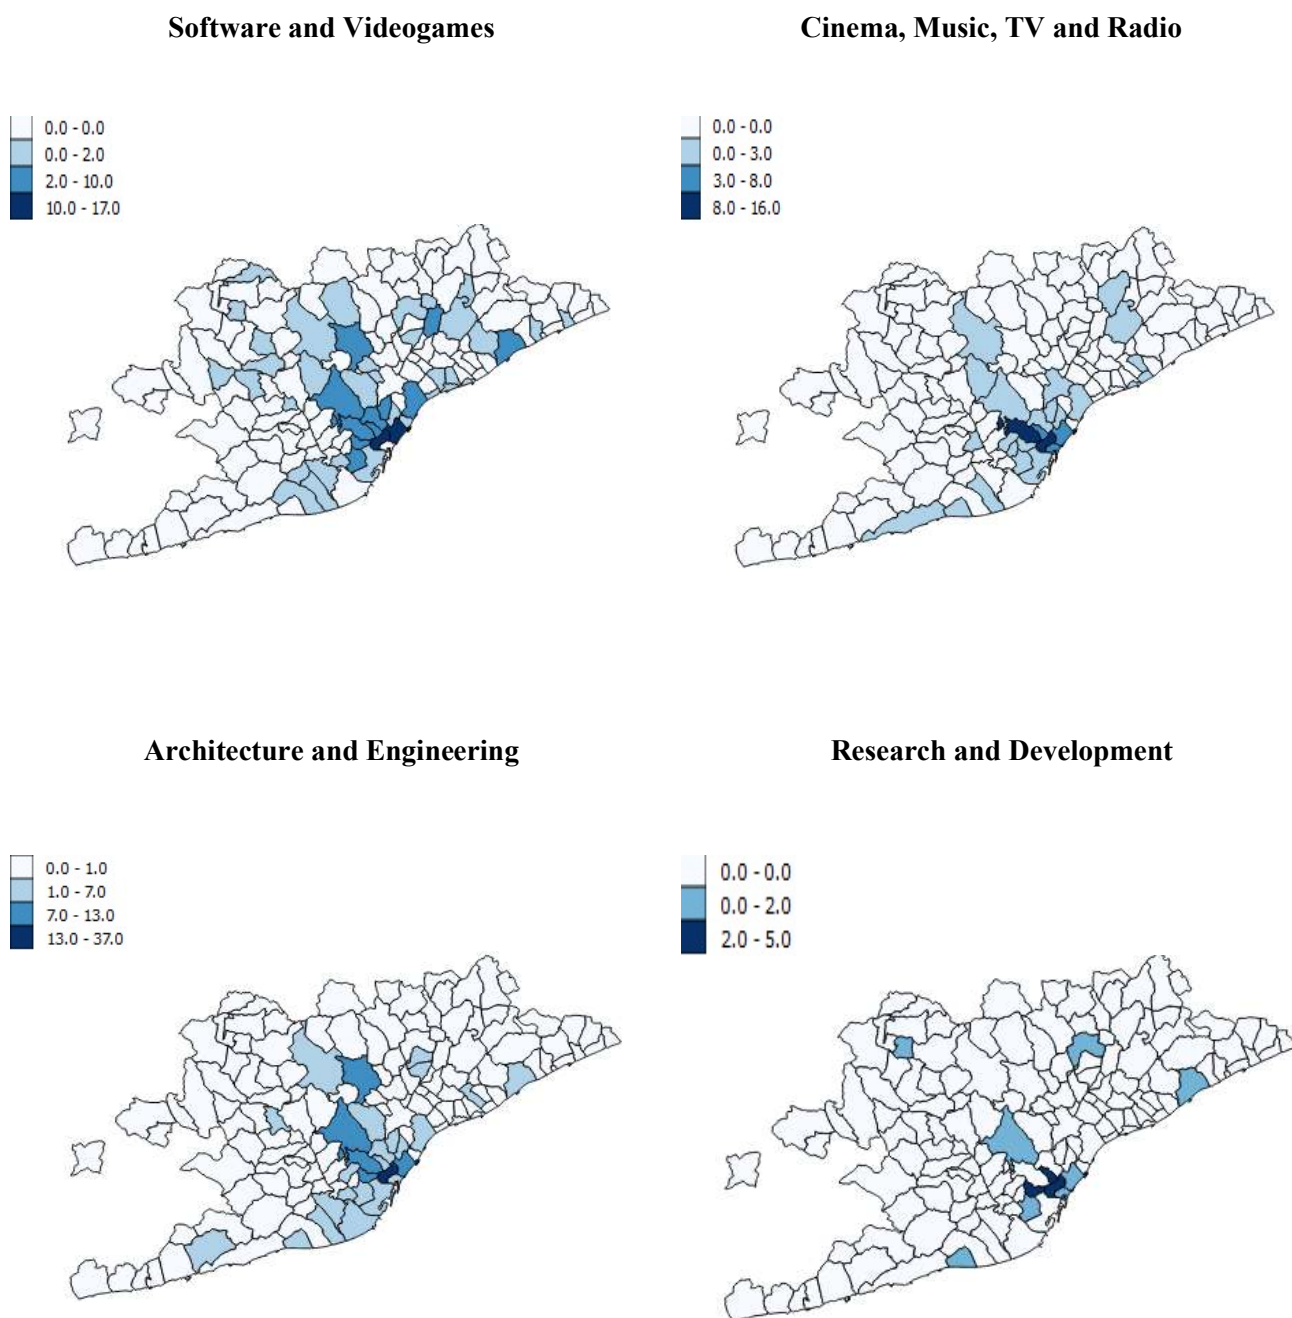 Software and Videogames
Cinema, Music, TV and Radio
0.0 - 0.0
0.0 - 2.0
2.0 - 10.0
10.0 - 17.0
0.0 - 0.0
0.0 - 3.0
3.0 - 8.0
8.0 - 16.0
Architecture and Engineering
Research and Development
0.0 - 1.0
1.0 - 7.0
7.0 - 13.0
13.0 - 37.0
0.0 - 0.0
0.0 - 2.0
2.0 - 5.0